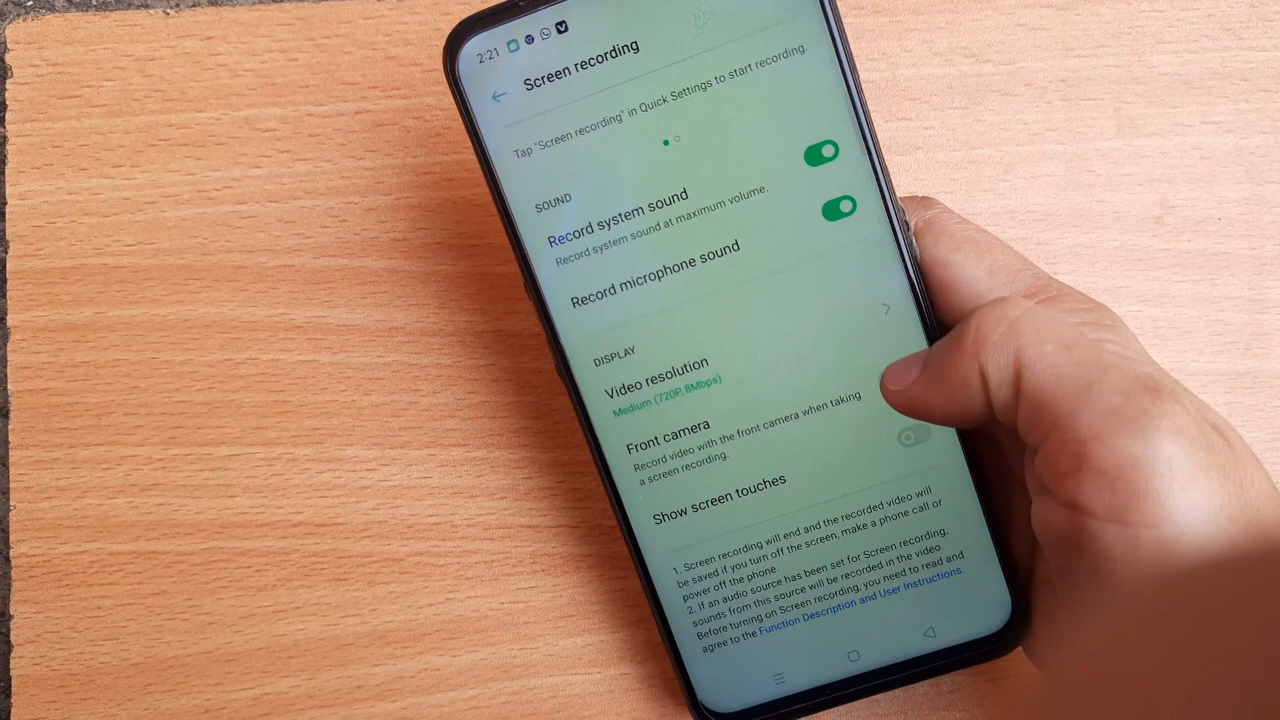 2:21
Screen recording
Tap "Screen recording" in Quick Settings to start recording.
SOUND
Record system sound
Record system sound at maximum volume.
Record microphone sound
DISPLAY
Video resolution
Medium (720P, 8Mbps)
Front camera
Record video with the front camera when taking
a screen recording.
Show screen touches
1. Screen recording will end and the recorded video will
be saved if you turn off the screen, make a phone call or
power off the phone.
2. If an audio source has been set for Screen recording,
sounds from this source will be recorded in the video.
Before turning on Screen recording, you need to read and
agree to the Function Description and User Instructions.